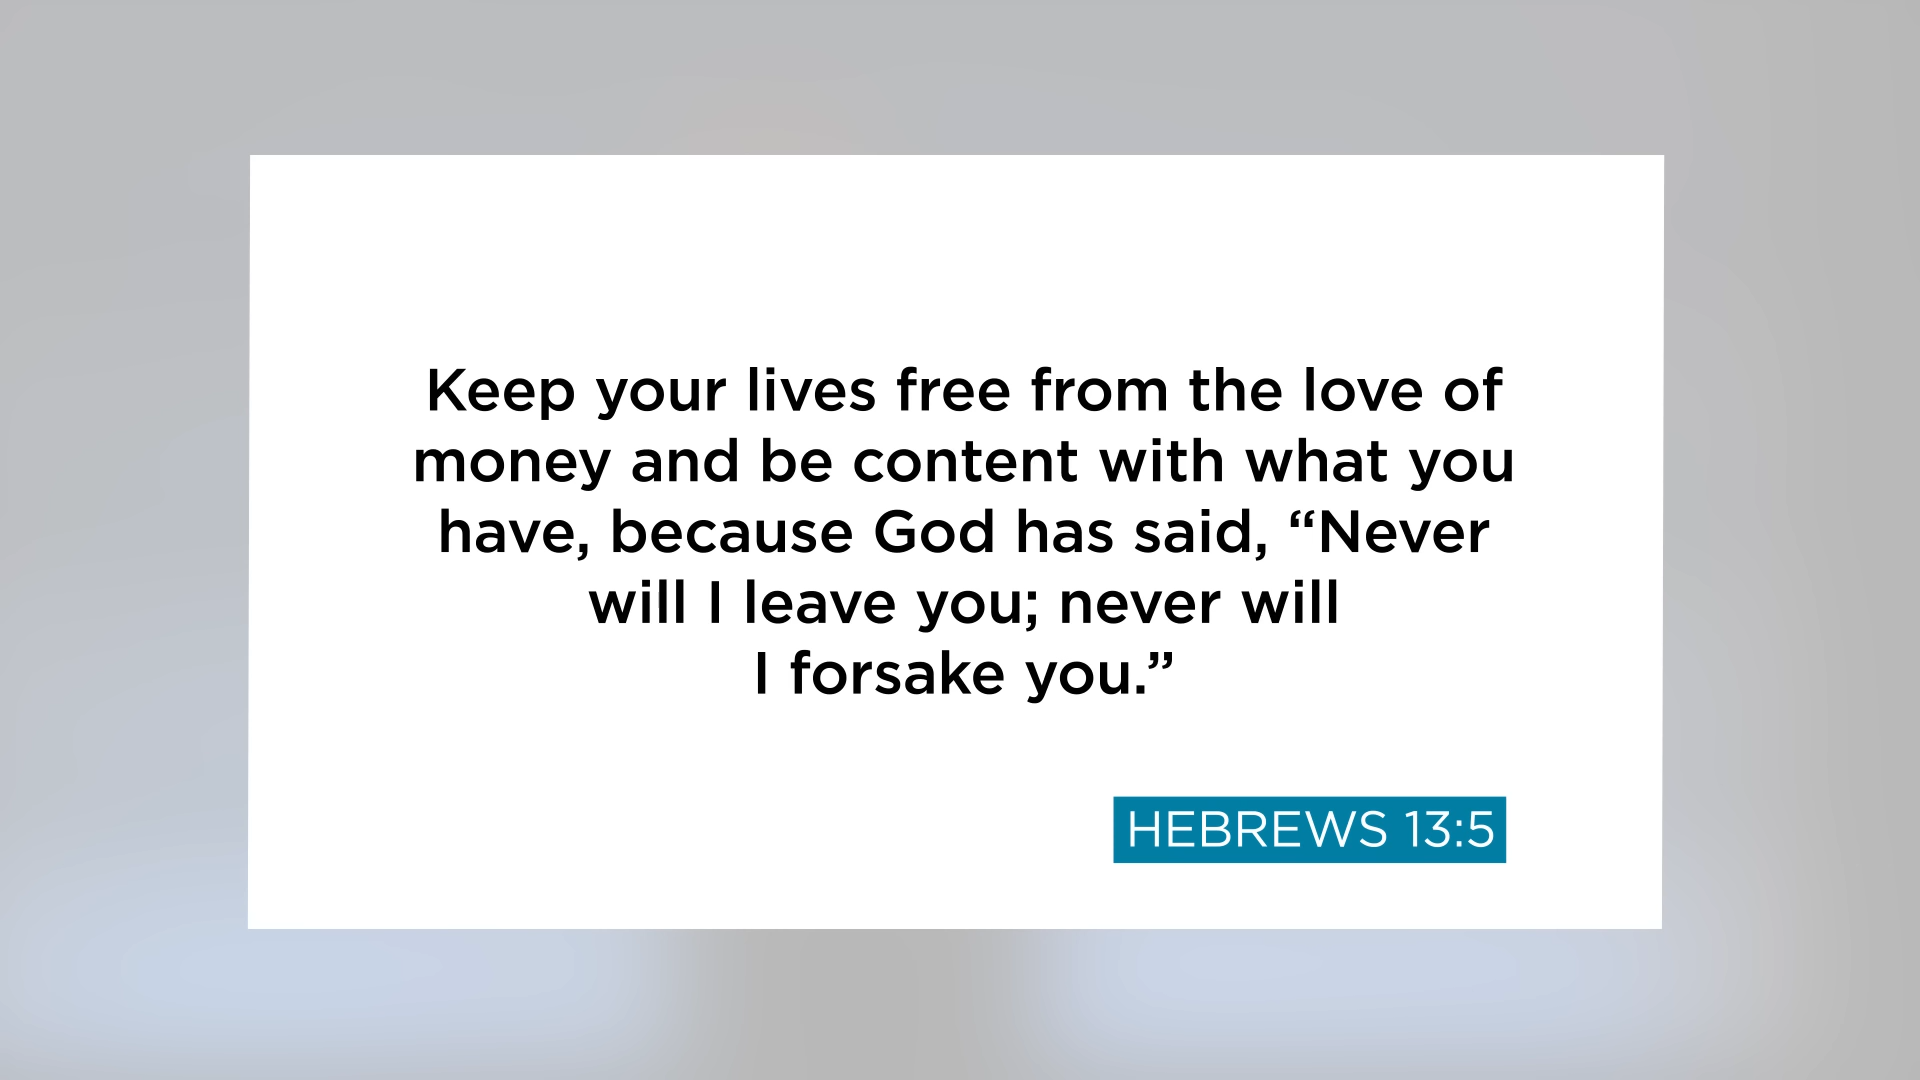 Keep your lives free from the love of
money and be content with what you
have, because God has said, “Never
will I leave you; never will
I forsake you.”
HEBREWS 13:5